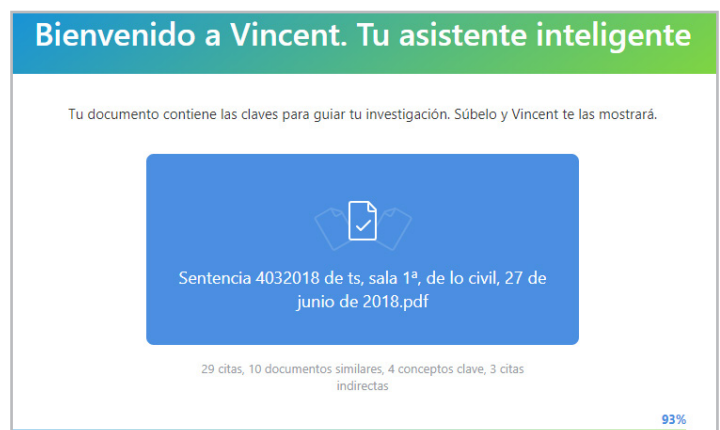 Bienvenido a Vincent. Tu asistente inteligente
Tu documento contiene las claves para guiar tu investigación. Súbelo y Vincent te las mostrará.
Sentencia 4032018 de ts, sala 1ª, de lo civil, 27 de
junio de 2018.pdf
29 citas, 10 documentos similares, 4 conceptos clave, 3 citas
indirectas
93%